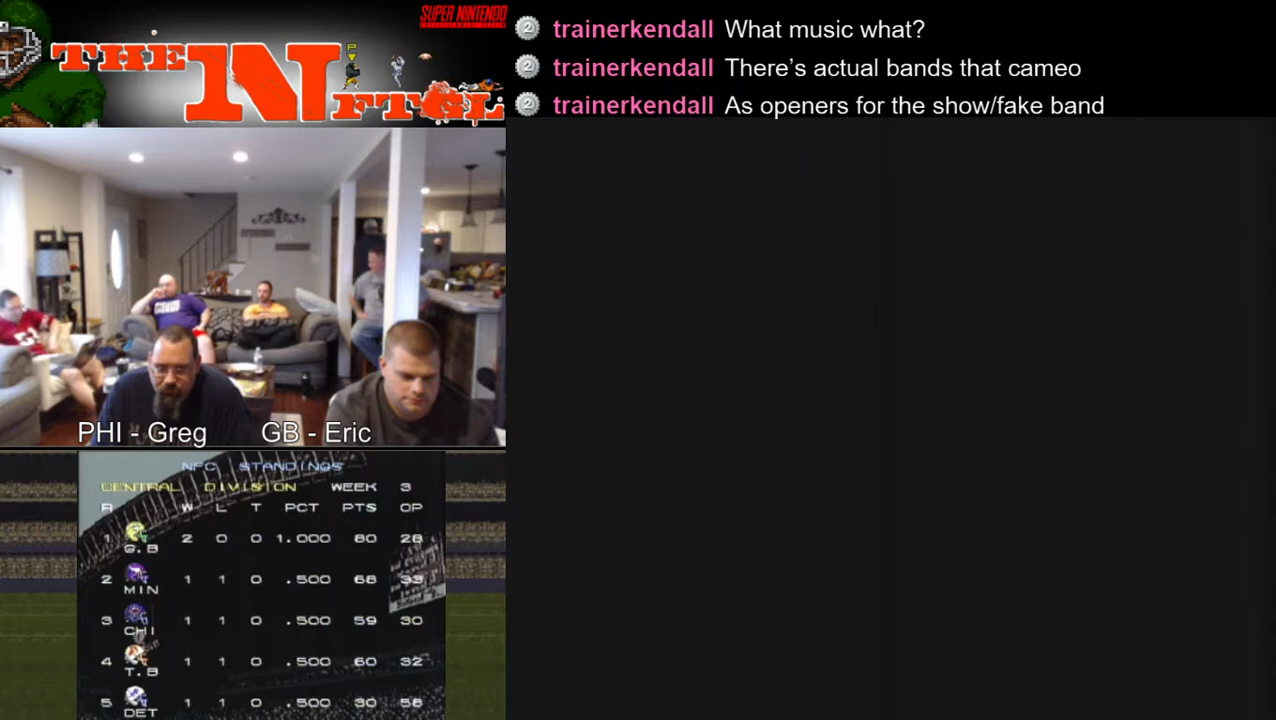 SUPER NINTENDO
THE NFTSL
P
trainerkendall What music what?
trainerkendall There's actual bands that cameo
trainerkendall As openers for the show/fake band
PHI - Greg GB - Eric
NFC STANDINGS
CENTRAL DIVISION WEEK 3
R W L T PCT PTS OP
1 G.B 2 0 0 1.000 80 28
2 MIN 1 1 0 .500 68 33
3 CHI 1 1 0 .500 59 30
4 T.B 1 1 0 .500 60 32
5 DET 1 1 0 .500 30 58